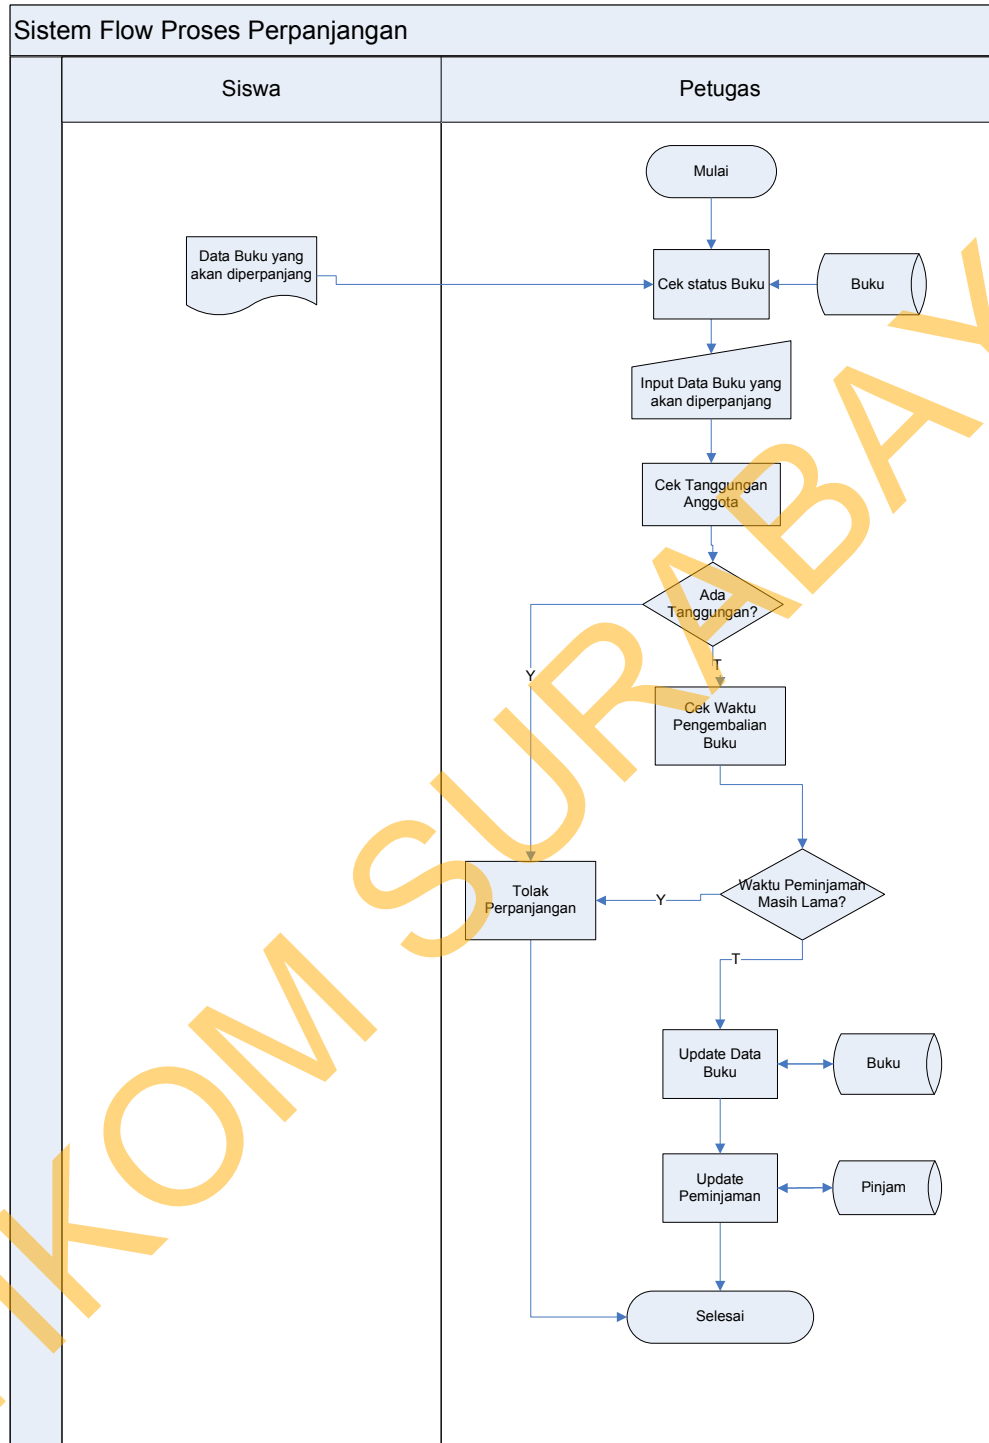 Sistem Flow Proses Perpanjangan
Siswa
Petugas
Mulai
Data Buku yang
akan diperpanjang
Cek status Buku
Buku
Input Data Buku yang
akan diperpanjang
Cek Tanggungan
Anggota
Ada
Tanggungan?
Y
T
Cek Waktu
Pengembalian
Buku
Tolak
Perpanjangan
Y
Waktu Peminjaman
Masih Lama?
T
Update Data
Buku
Buku
Update
Peminjaman
Pinjam
Selesai
IKOM SURABAY